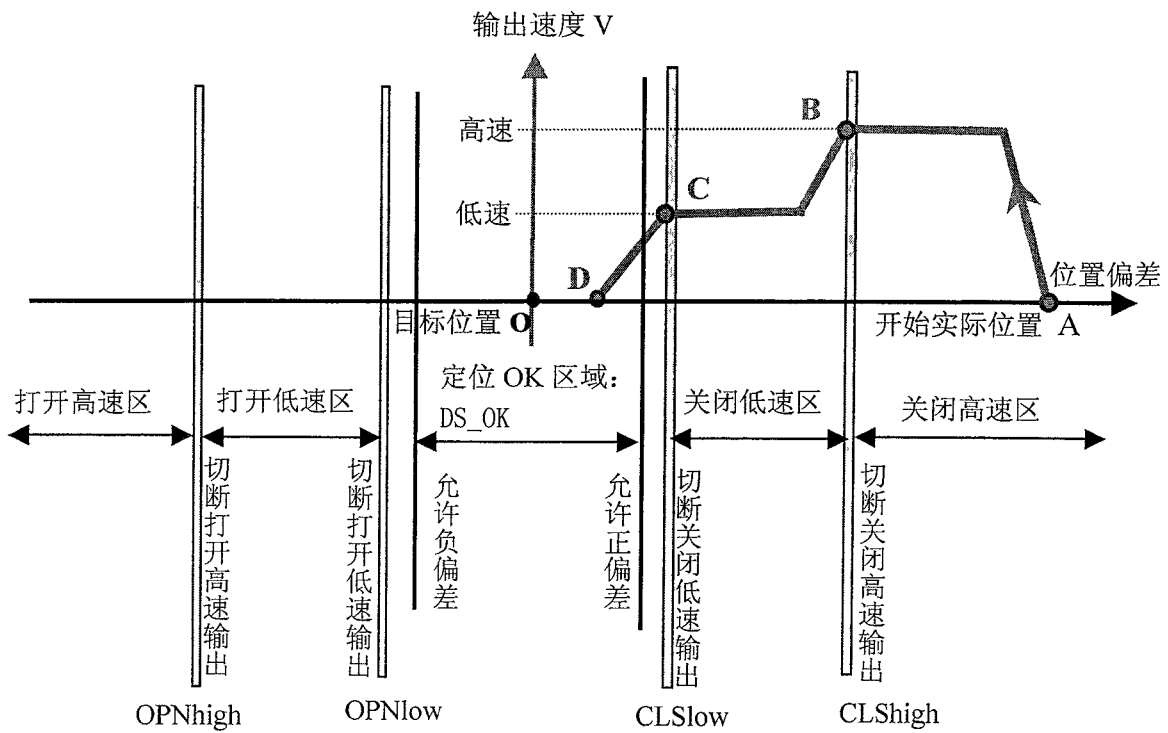 输出速度 V
B
高速
C
低速
D
位置偏差
目标位置 O
开始实际位置 A
定位 OK 区域：
DS_OK
打开高速区
打开低速区
关闭低速区
关闭高速区
切断打开高速输出
切断打开低速输出
允许负偏差
允许正偏差
切断关闭低速输出
切断关闭高速输出
OPNhigh
OPNlow
CLSlow
CLShigh